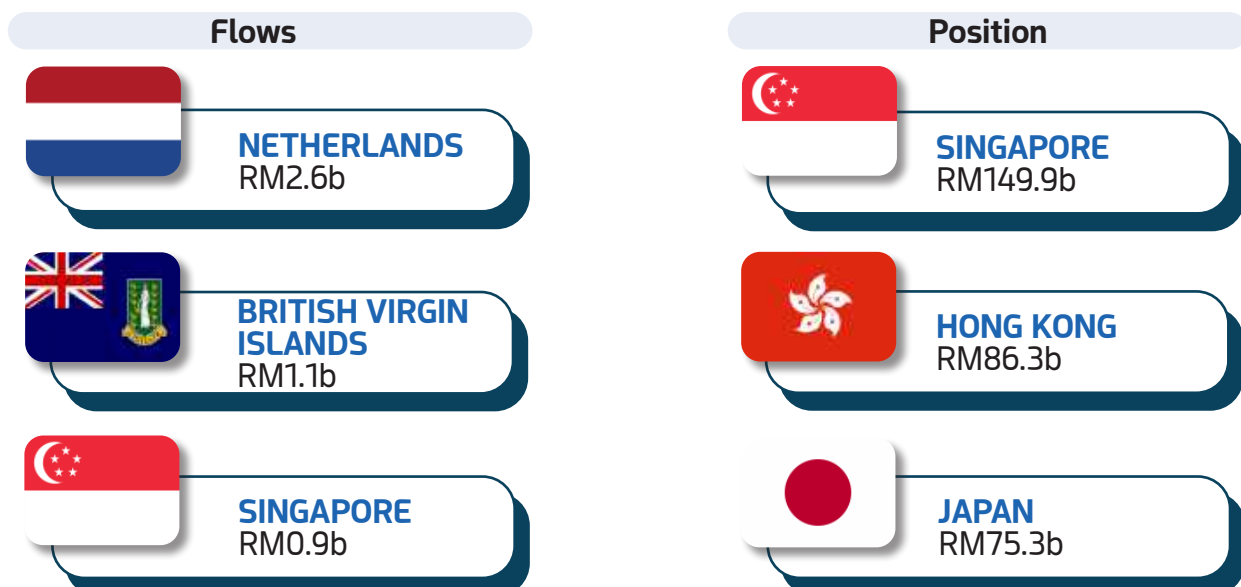 Flows
NETHERLANDS
RM2.6b
BRITISH VIRGIN
ISLANDS
RM1.1b
SINGAPORE
RM0.9b
Position
SINGAPORE
RM149.9b
HONG KONG
RM86.3b
JAPAN
RM75.3b